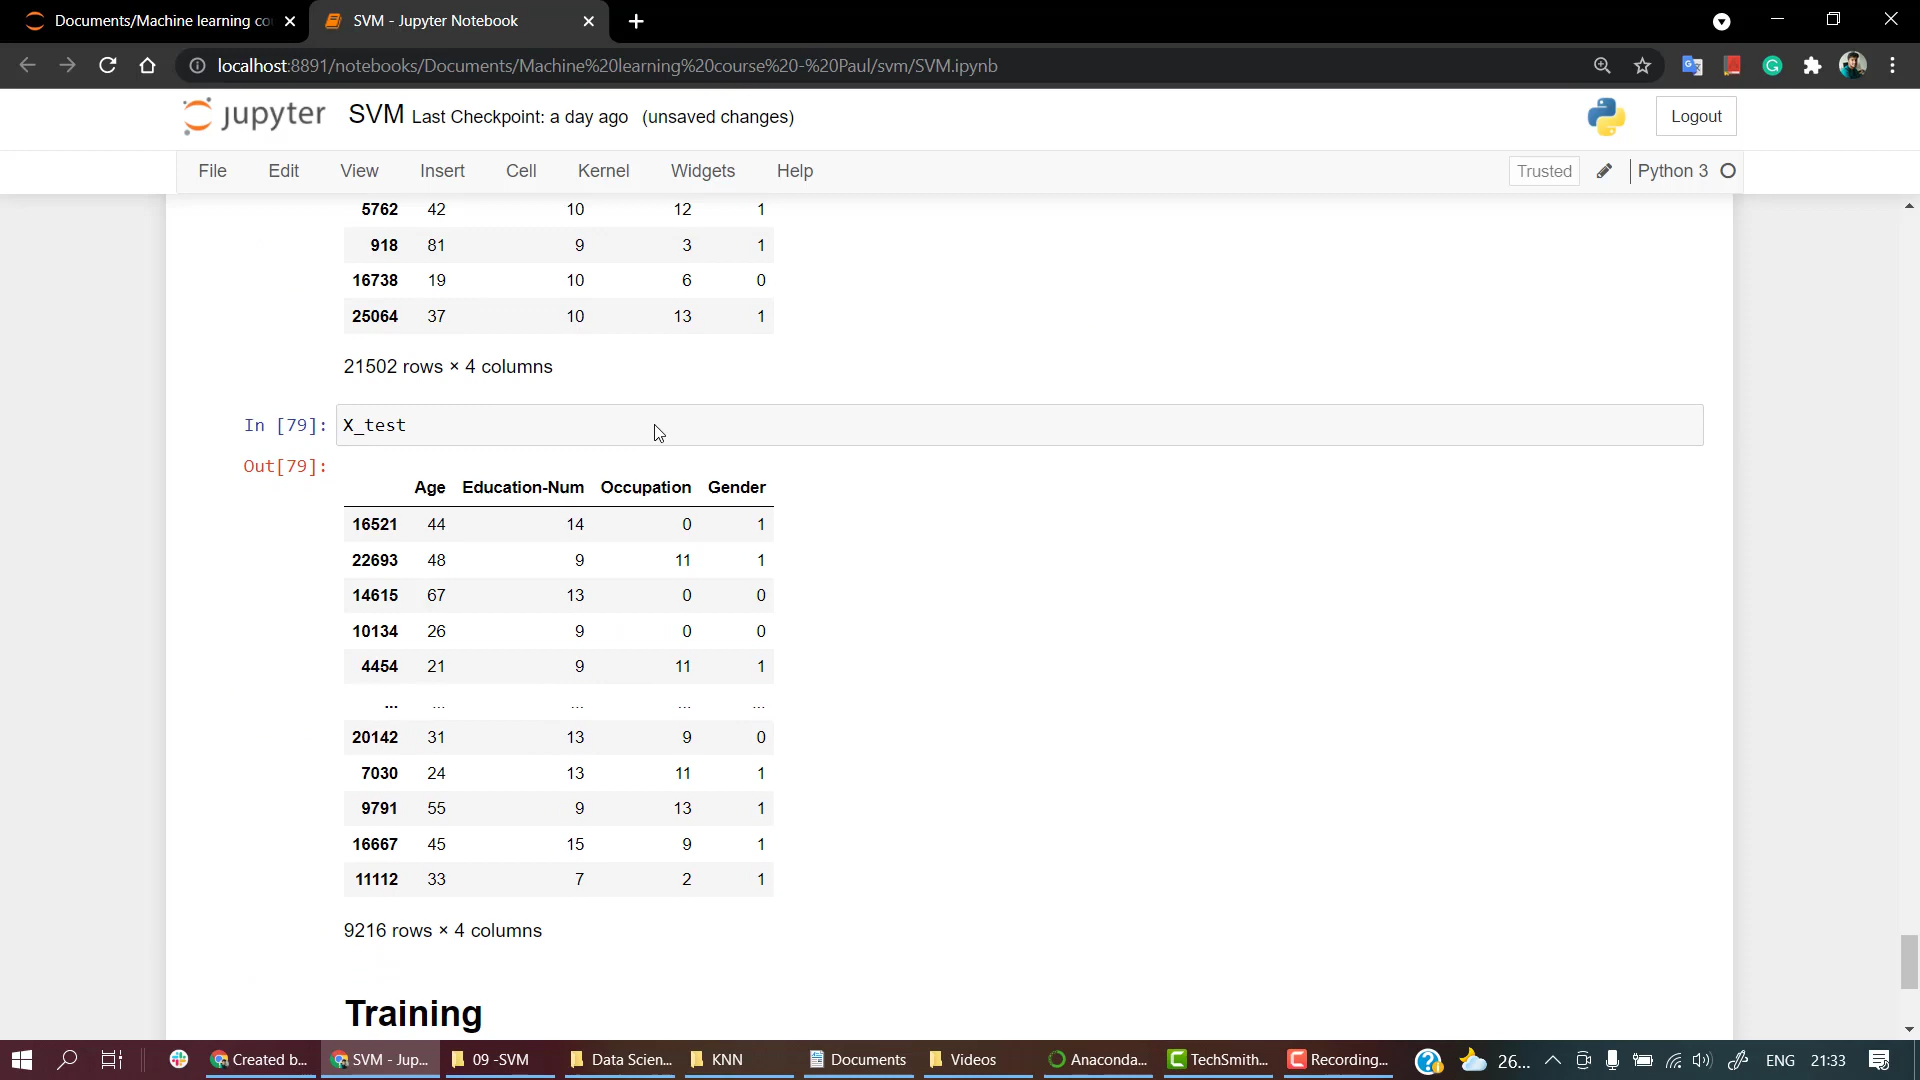 Documents/Machine learning co
SVM - Jupyter Notebook
localhost:8891/notebooks/Documents/Machine%20learning%20course%20-%20Paul/svm/SVM.ipynb
jupyter SVM Last Checkpoint: a day ago (unsaved changes)
Logout
File Edit View Insert Cell Kernel Widgets Help Trusted Python 3
5762 42 10 12 1
918 81 9 3 1
16738 19 10 6 0
25064 37 10 13 1
21502 rows × 4 columns
In [79]: X_test
Out[79]:
Age Education-Num Occupation Gender
16521 44 14 0 1
22693 48 9 11 1
14615 67 13 0 0
10134 26 9 0 0
4454 21 9 11 1
... ... ... ... ...
20142 31 13 9 0
7030 24 13 11 1
9791 55 9 13 1
16667 45 15 9 1
11112 33 7 2 1
9216 rows × 4 columns
Training
Created b... SVM - Jup... 09 -SVM Data Scien... KNN Documents Videos Anaconda... TechSmith... Recording... 26... ENG 21:33